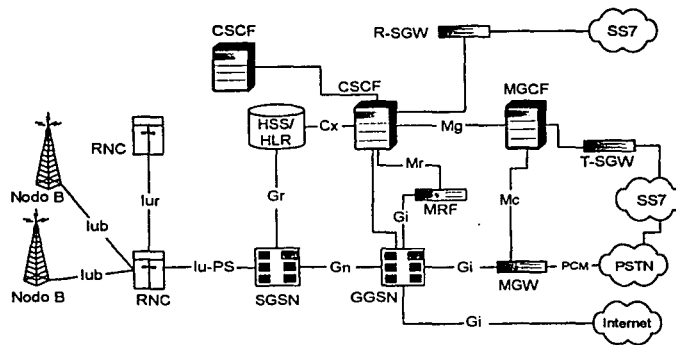 CSCF
R-SGW
SS7
CSCF
MGCF
HSS/
HLR
Cx
Mg
RNC
Mr
T-SGW
Nodo B
Iur
Gr
Gi
MRF
Mc
SS7
Iub
Iub
Iu-PS
Gn
Gi
PCM
PSTN
Nodo B
RNC
SGSN
GGSN
MGW
Gi
Internet